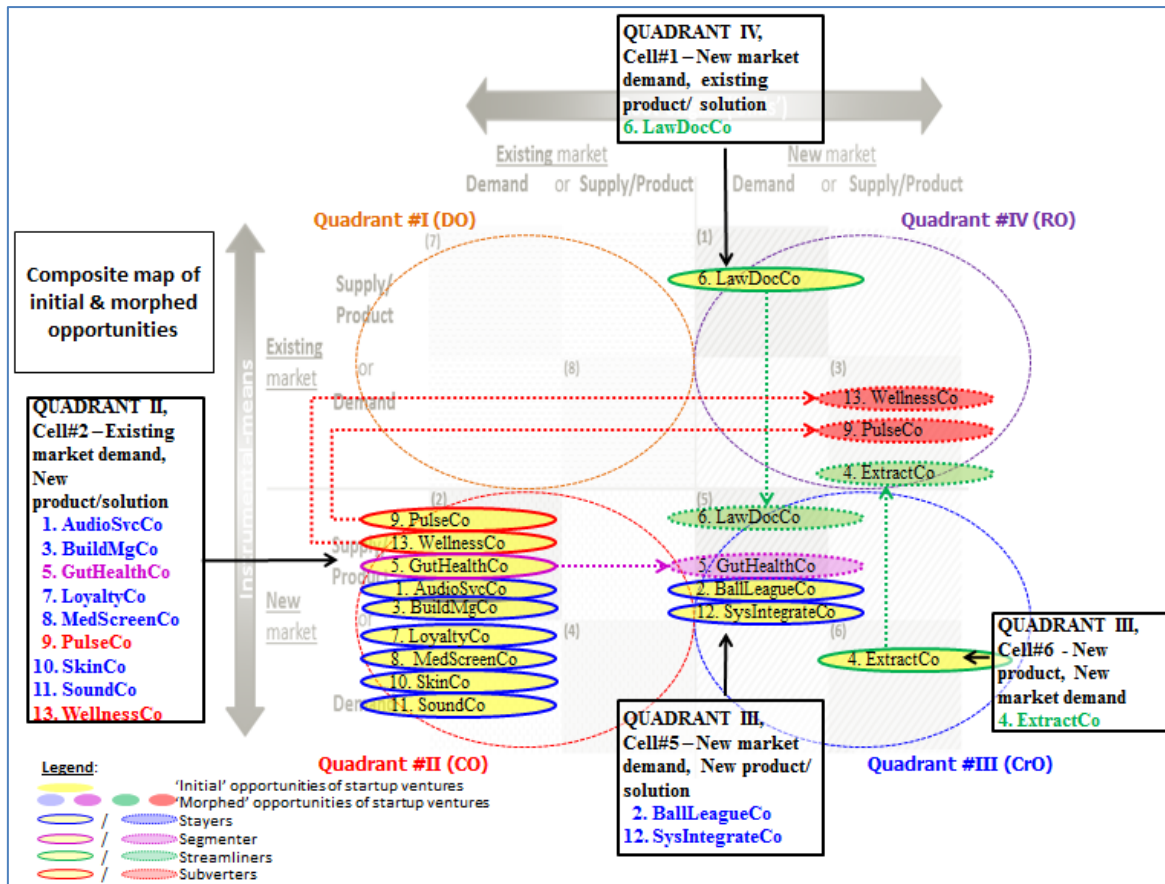 QUADRANT IV,
Cell#1 – New market
demand, existing
product/ solution
6. LawDocCo
Existing market
Demand or Supply/Product
New market
Demand or Supply/Product
Quadrant #I (DO)
Quadrant #IV (RO)
Composite map of
initial & morphed
opportunities
Instrumental-means
Existing
market
or
Supply/
Product
Demand
(7)
(8)
(1)
6. LawDocCo
(3)
13. WellnessCo
9. PulseCo
4. ExtractCo
QUADRANT II,
Cell#2 – Existing
market demand,
New
product/solution
1. AudioSvcCo
3. BuildMgCo
5. GutHealthCo
7. LoyaltyCo
8. MedScreenCo
9. PulseCo
10. SkinCo
11. SoundCo
13. WellnessCo
New
market
Supply/
Product
or
Demand
(2)
9. PulseCo
13. WellnessCo
5. GutHealthCo
1. AudioSvcCo
3. BuildMgCo
7. LoyaltyCo
8. MedScreenCo
10. SkinCo
11. SoundCo
(4)
(5)
6. LawDocCo
5. GutHealthCo
2. BallLeagueCo
12. SysIntegrateCo
(6)
4. ExtractCo
QUADRANT III,
Cell#6 - New
product, New
market demand
4. ExtractCo
QUADRANT III,
Cell#5 – New market
demand, New product/
solution
2. BallLeagueCo
12. SysIntegrateCo
Quadrant #II (CO)
Quadrant #III (CrO)
Legend:
'Initial' opportunities of startup ventures
'Morphed' opportunities of startup ventures
/ Stayers
/ Segmenter
/ Streamliners
/ Subverters